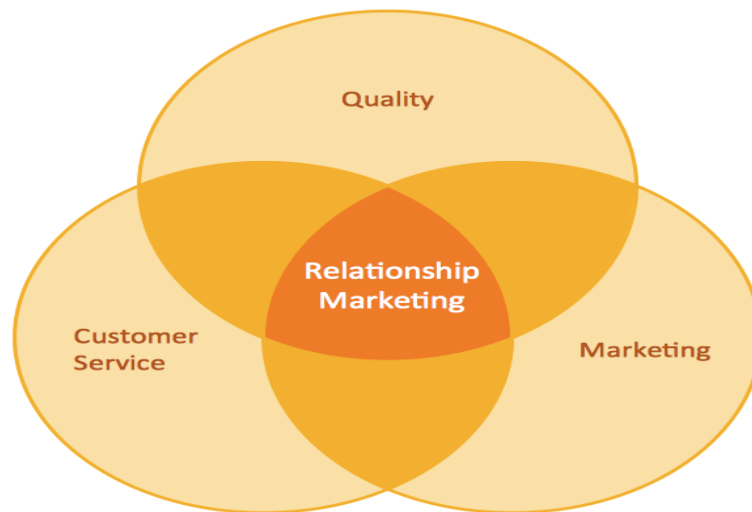 Quality
Relationship
Marketing
Customer
Service
Marketing